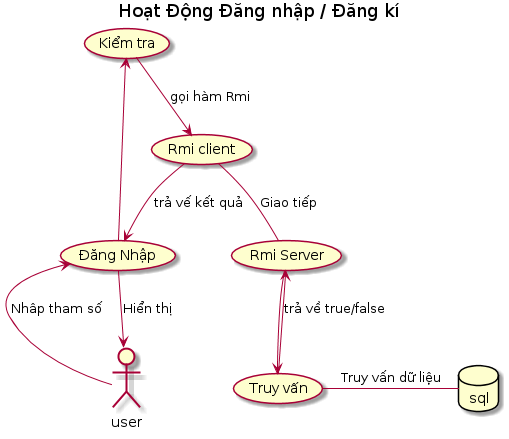 Hoạt Động Đăng nhập / Đăng kí
Kiểm tra
gọi hàm Rmi
Rmi client
trả vế kết quả
Giao tiếp
Đăng Nhập
Rmi Server
Nhâp tham số
Hiển thị
trả về true/false
Truy vấn
Truy vấn dữ liệu
sql
user